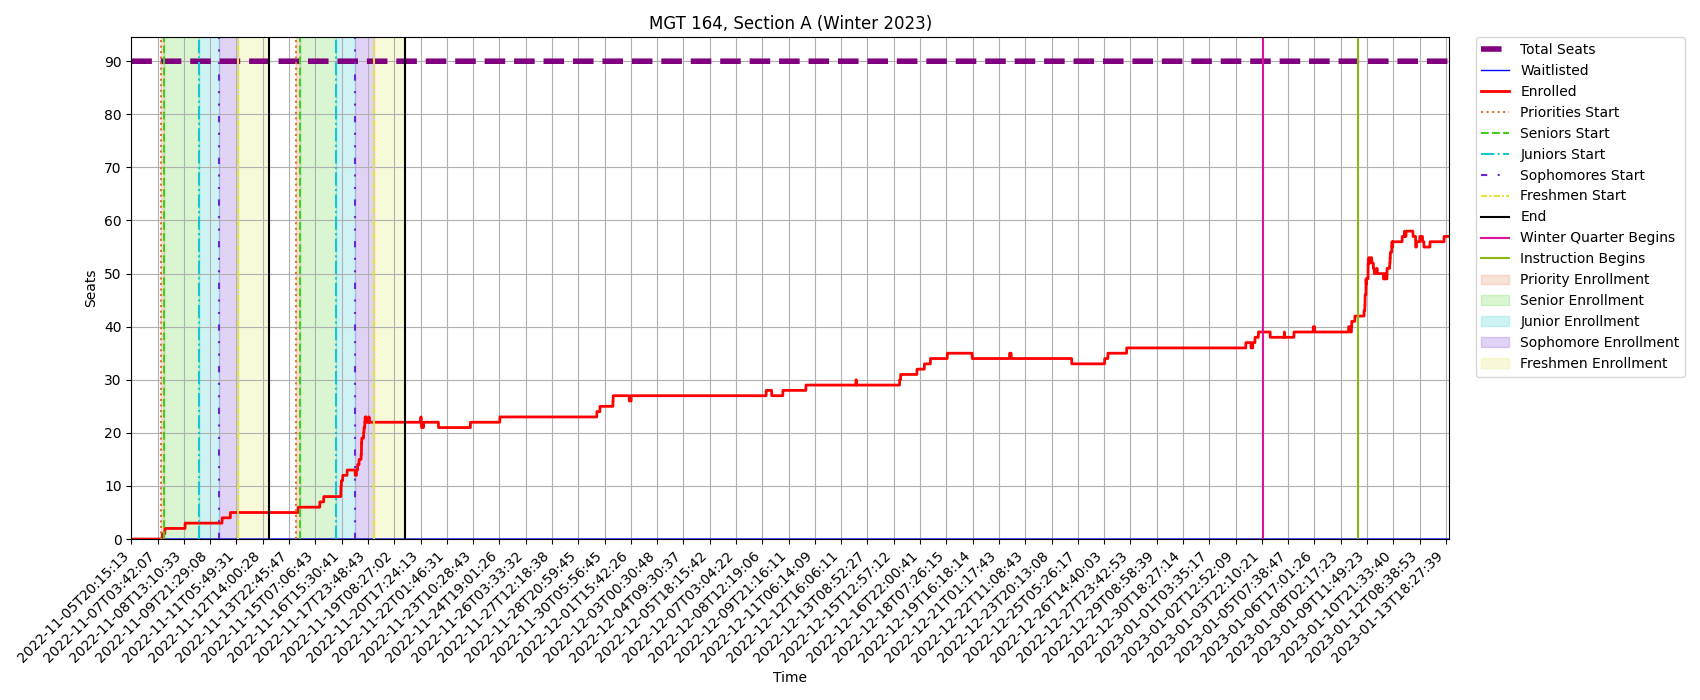 MGT 164, Section A (Winter 2023)
Seats
90
80
70
60
50
40
30
20
10
0
2022-11-05T20:15:13
2022-11-07T03:42:07
2022-11-08T13:10:33
2022-11-09T21:29:08
2022-11-11T05:49:31
2022-11-12T14:00:28
2022-11-13T22:45:47
2022-11-15T07:06:43
2022-11-16T15:30:41
2022-11-17T23:48:43
2022-11-19T08:27:02
2022-11-20T17:24:13
2022-11-22T01:46:31
2022-11-23T10:28:43
2022-11-24T19:01:26
2022-11-26T03:33:32
2022-11-27T12:18:38
2022-11-28T20:59:45
2022-11-30T05:56:45
2022-12-01T15:42:26
2022-12-03T00:30:48
2022-12-04T09:30:37
2022-12-05T18:15:42
2022-12-07T03:04:22
2022-12-08T12:19:06
2022-12-09T21:16:11
2022-12-11T06:14:09
2022-12-12T16:06:11
2022-12-13T08:52:27
2022-12-15T12:57:12
2022-12-16T22:00:41
2022-12-18T07:26:15
2022-12-19T16:18:14
2022-12-21T01:17:43
2022-12-22T11:08:43
2022-12-23T20:13:08
2022-12-25T05:26:17
2022-12-26T14:40:03
2022-12-27T23:42:53
2022-12-29T08:58:39
2022-12-30T18:27:14
2023-01-01T03:35:17
2023-01-02T12:52:09
2023-01-03T22:10:21
2023-01-05T07:38:47
2023-01-06T17:01:26
2023-01-08T02:17:23
2023-01-09T11:49:23
2023-01-10T21:33:40
2023-01-12T08:38:53
2023-01-13T18:27:39
Time
Total Seats
Waitlisted
Enrolled
Priorities Start
Seniors Start
Juniors Start
Sophomores Start
Freshmen Start
End
Winter Quarter Begins
Instruction Begins
Priority Enrollment
Senior Enrollment
Junior Enrollment
Sophomore Enrollment
Freshmen Enrollment